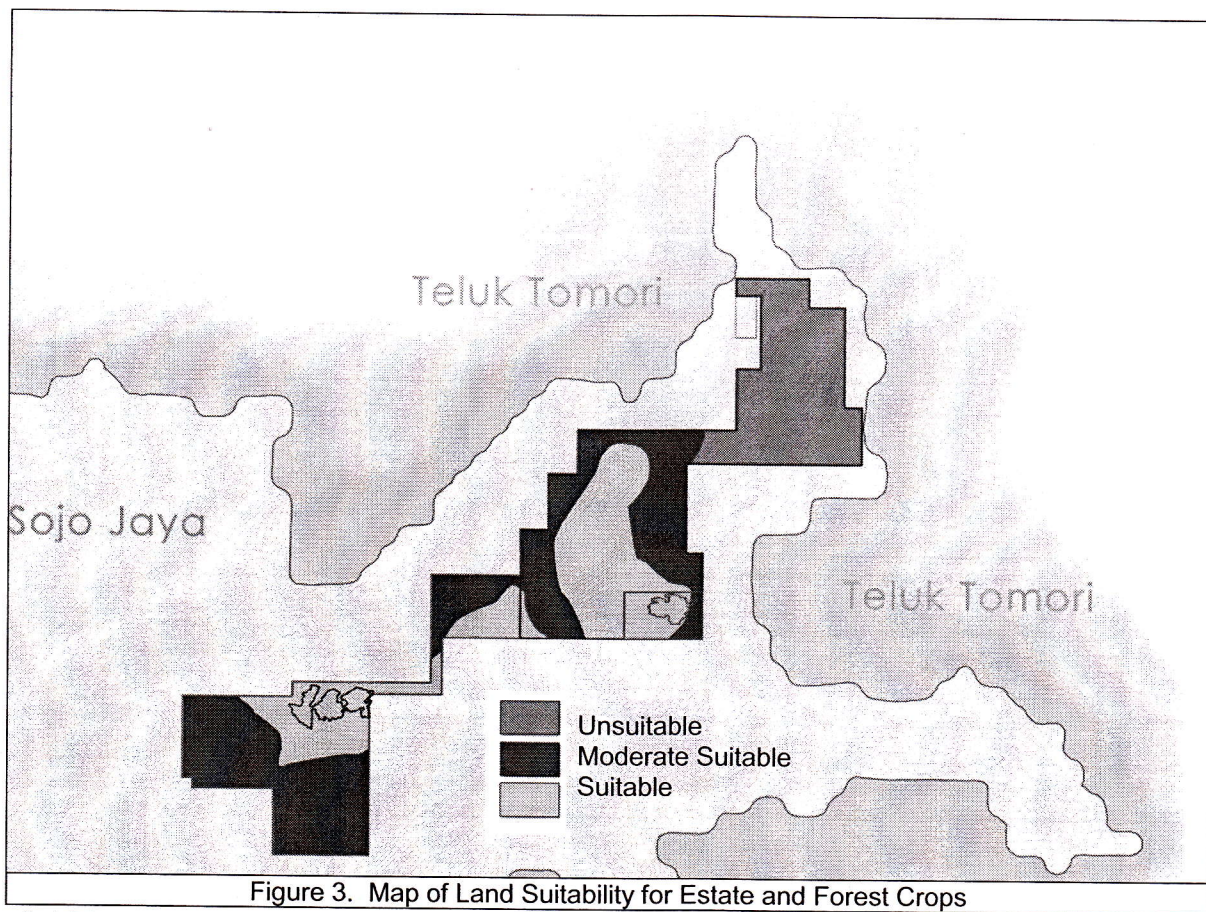 Teluk Tomori
Sojo Jaya
Teluk Tomori
Unsuitable
Moderate Suitable
Suitable
Figure 3. Map of Land Suitability for Estate and Forest Crops